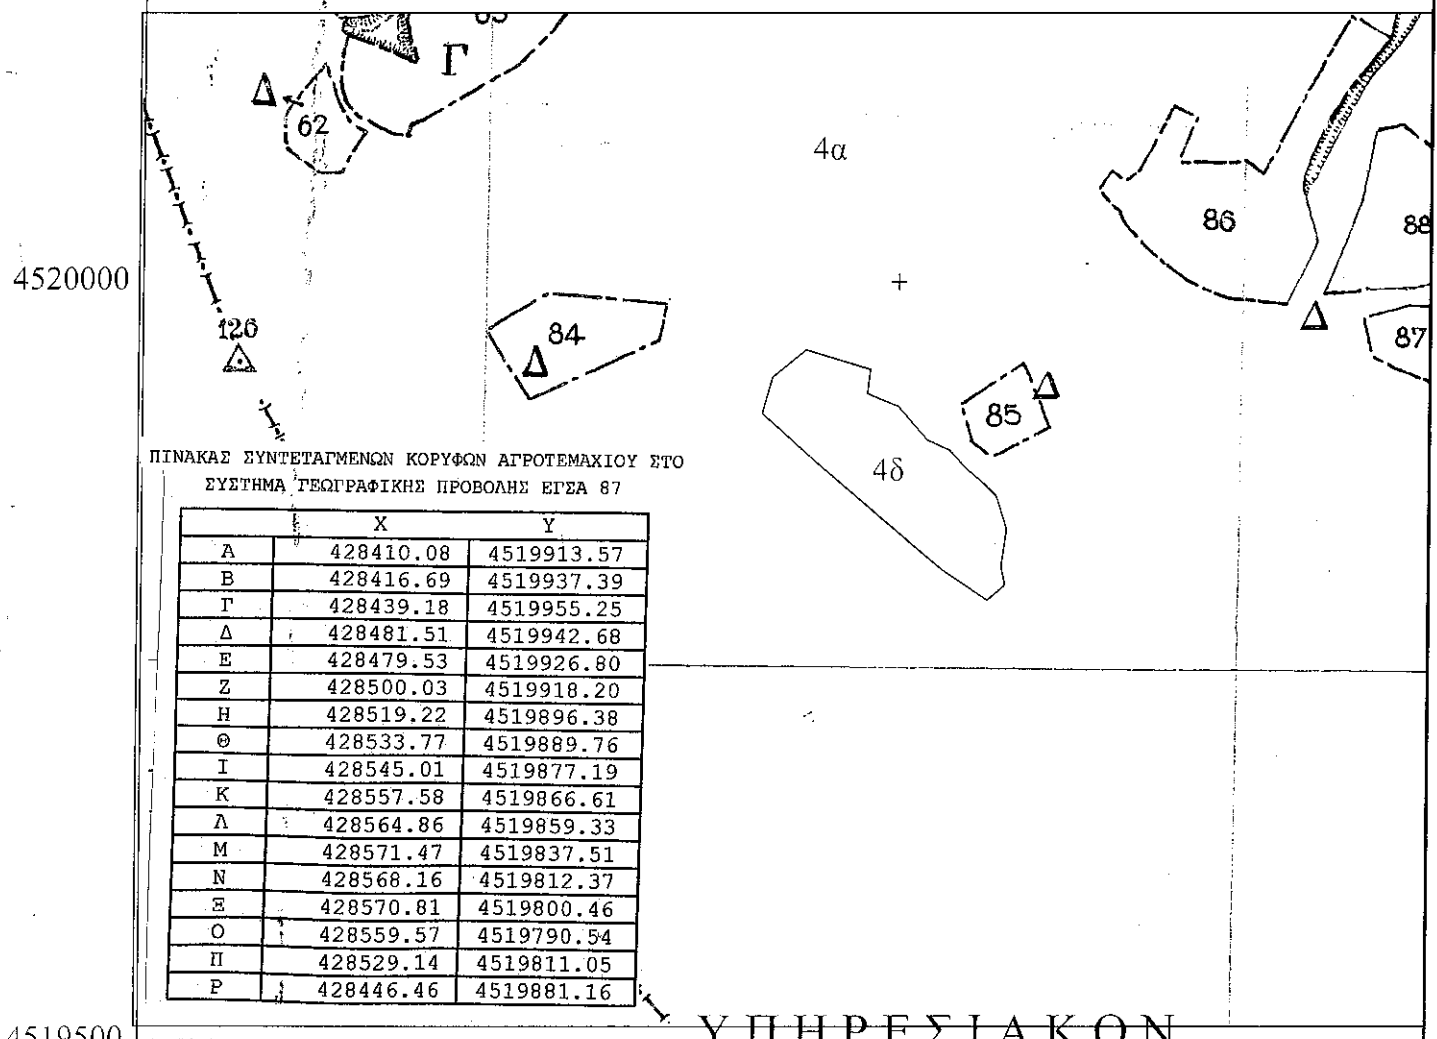 83
Γ
Δ
62
4α
86
88
4520000
+
126
84
Δ
Δ
87
85
Δ
4δ
ΠΙΝΑΚΑΣ ΣΥΝΤΕΤΑΓΜΕΝΩΝ ΚΟΡΥΦΩΝ ΑΓΡΟΤΕΜΑΧΙΟΥ ΣΤΟ
ΣΥΣΤΗΜΑ ΓΕΩΓΡΑΦΙΚΗΣ ΠΡΟΒΟΛΗΣ ΕΓΣΑ 87
Χ Υ
Α 428410.08 4519913.57
Β 428416.69 4519937.39
Γ 428439.18 4519955.25
Δ 428481.51 4519942.68
Ε 428479.53 4519926.80
Ζ 428500.03 4519918.20
Η 428519.22 4519896.38
Θ 428533.77 4519889.76
Ι 428545.01 4519877.19
Κ 428557.58 4519866.61
Λ 428564.86 4519859.33
Μ 428571.47 4519837.51
Ν 428568.16 4519812.37
Ξ 428570.81 4519800.46
Ο 428559.57 4519790.54
Π 428529.14 4519811.05
Ρ 428446.46 4519881.16
4519500
ΥΠΗΡΕΣΙΑΚΟΝ